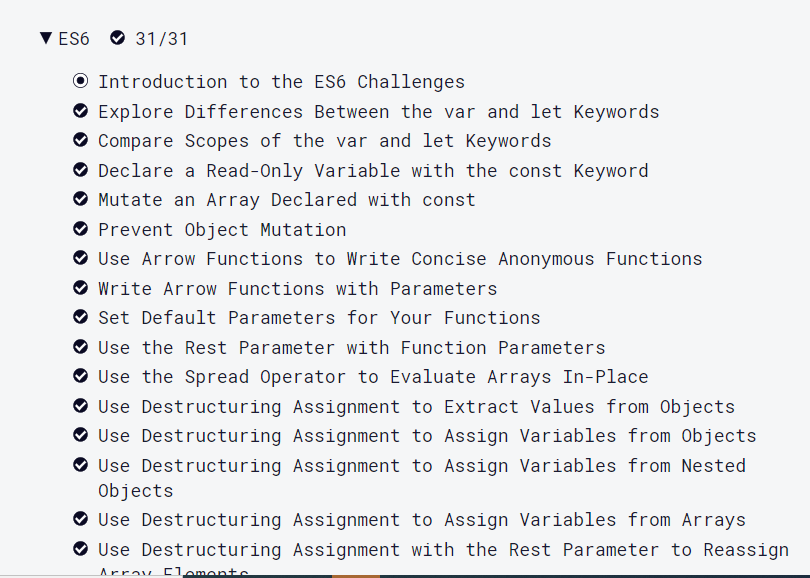 ES6 31/31
Introduction to the ES6 Challenges
Explore Differences Between the var and let Keywords
Compare Scopes of the var and let Keywords
Declare a Read-Only Variable with the const Keyword
Mutate an Array Declared with const
Prevent Object Mutation
Use Arrow Functions to Write Concise Anonymous Functions
Write Arrow Functions with Parameters
Set Default Parameters for Your Functions
Use the Rest Parameter with Function Parameters
Use the Spread Operator to Evaluate Arrays In-Place
Use Destructuring Assignment to Extract Values from Objects
Use Destructuring Assignment to Assign Variables from Objects
Use Destructuring Assignment to Assign Variables from Nested
Objects
Use Destructuring Assignment to Assign Variables from Arrays
Use Destructuring Assignment with the Rest Parameter to Reassign
Array Elements